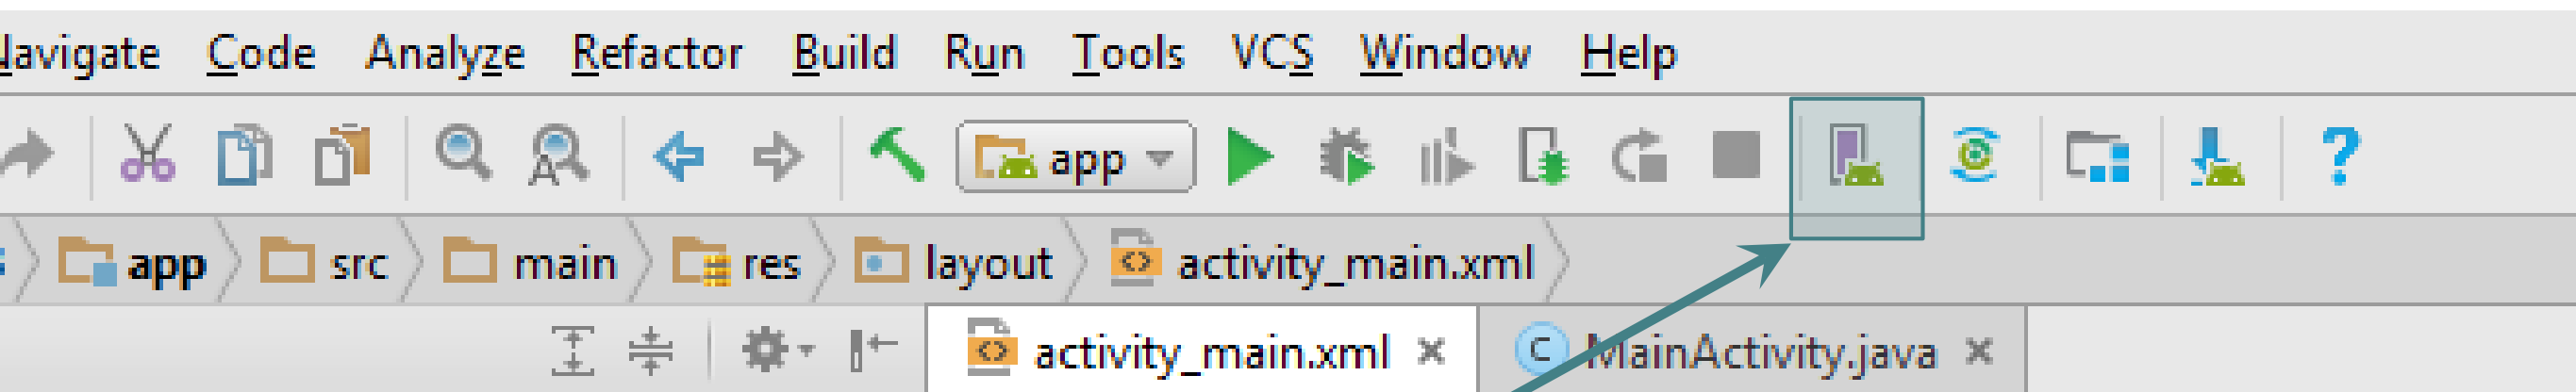 Navigate Code Analyze Refactor Build Run Tools VCS Window Help
app
app src main res layout activity_main.xml
activity_main.xml MainActivity.java